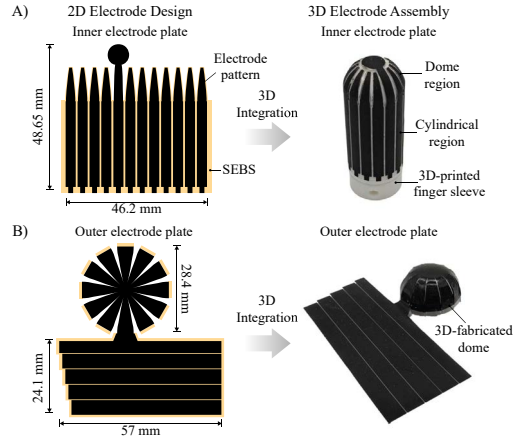 A)
2D Electrode Design
3D Electrode Assembly
Inner electrode plate
Inner electrode plate
Electrode
pattern
48.65 mm
3D
Integration
SEBS
46.2 mm
Dome
region
Cylindrical
region
3D-printed
finger sleeve
B)
Outer electrode plate
Outer electrode plate
28.4 mm
3D
Integration
24.1 mm
57 mm
3D-fabricated
dome